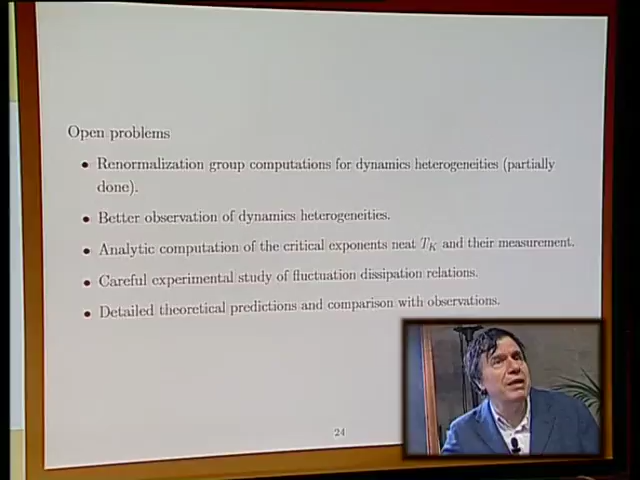 Open problems
• Renormalization group computations for dynamics heterogeneities (partially
done).
• Better observation of dynamics heterogeneities.
• Analytic computation of the critical exponents neat T_K and their measurement.
• Careful experimental study of fluctuation dissipation relations.
• Detailed theoretical predictions and comparison with observations.
24